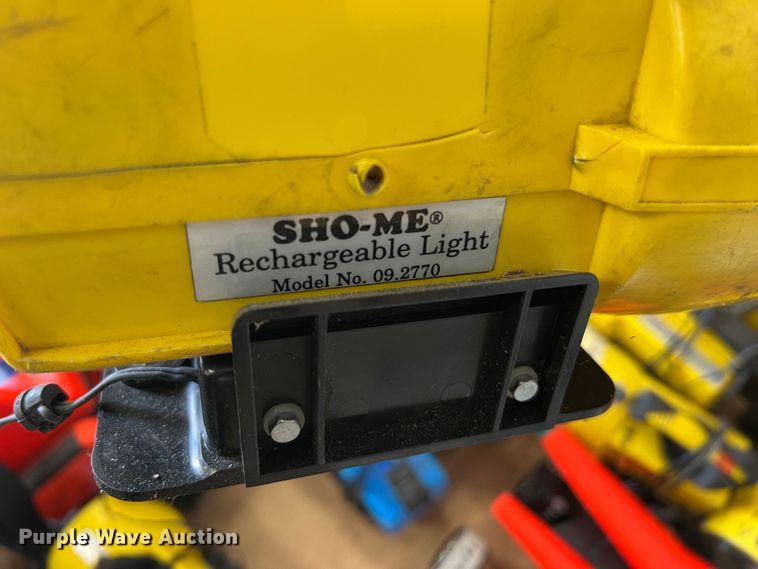 SHO-ME®
Rechargeable Light
Model No. 09.2770
Purple Wave Auction